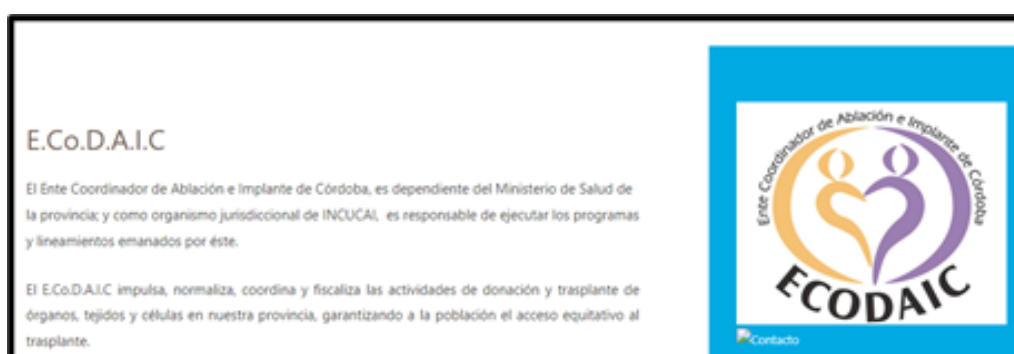 E.Co.D.A.I.C
El Ente Coordinador de Ablación e Implante de Córdoba, es dependiente del Ministerio de Salud de
la provincia; y como organismo jurisdiccional de INCUCAI, es responsable de ejecutar los programas
y lineamientos emanados por éste.
El E.Co.D.A.I.C impulsa, normaliza, coordina y fiscaliza las actividades de donación y trasplante de
órganos, tejidos y células en nuestra provincia, garantizando a la población el acceso equitativo al
trasplante.
Ente Coordinador de Ablación e Implante de Córdoba
ECODAIC
Contacto